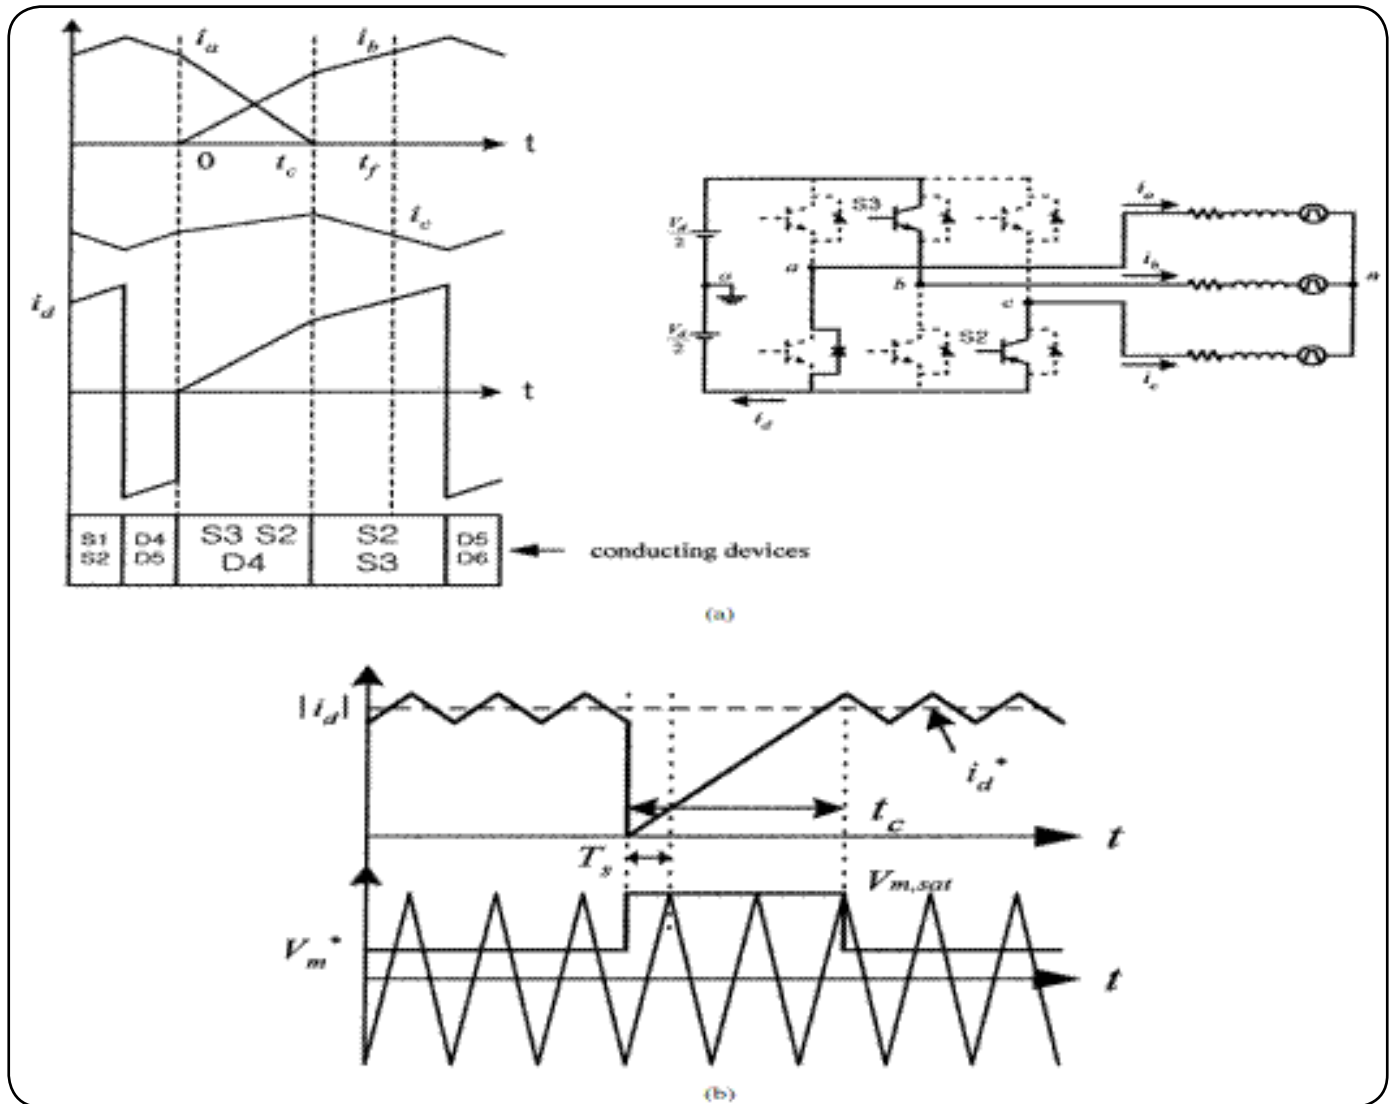 i_a i_b
t
0 t_c t_f
i_c
i_d
t
S1 D4 S3 S2 S2 D5
S2 D5 D4 S3 D6
conducting devices
S3
V_d/2
o
V_d/2
a
b
c
S2
i_a
i_b
i_c
n
i_d
(a)
|i_d|
i_d*
t_c
t
T_s
V_m,sat
V_m*
t
(b)